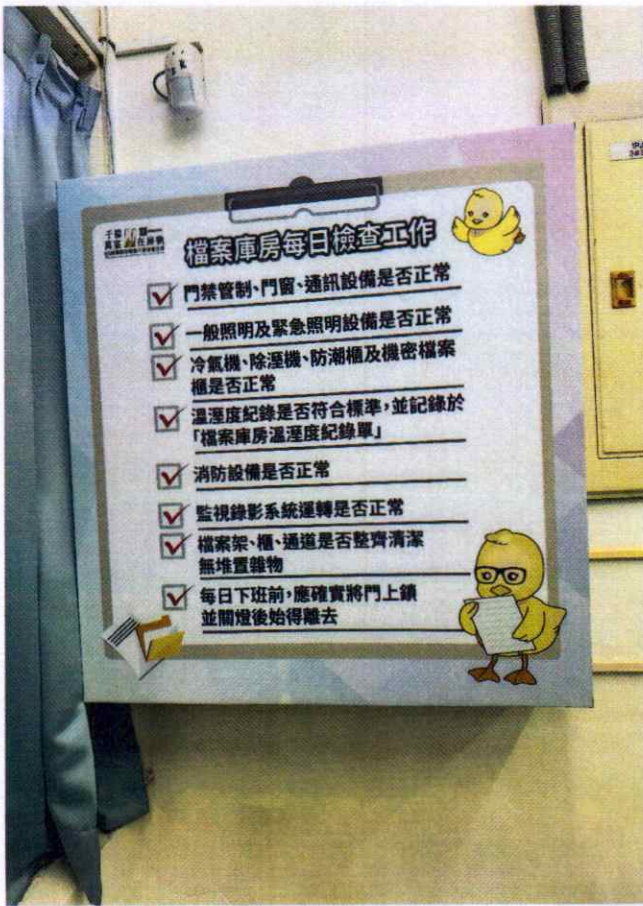 檔案庫房每日檢查工作
門禁管制、門窗、通訊設備是否正常
一般照明及緊急照明設備是否正常
冷氣機、除溼機、防潮櫃及機密檔案
櫃是否正常
溫溼度紀錄是否符合標準，並記錄於
「檔案庫房溫溼度紀錄單」
消防設備是否正常
監視錄影系統運轉是否正常
檔案架、櫃、通道是否整齊清潔
無堆置雜物
每日下班前，應確實將門上鎖
並關燈後始得離去